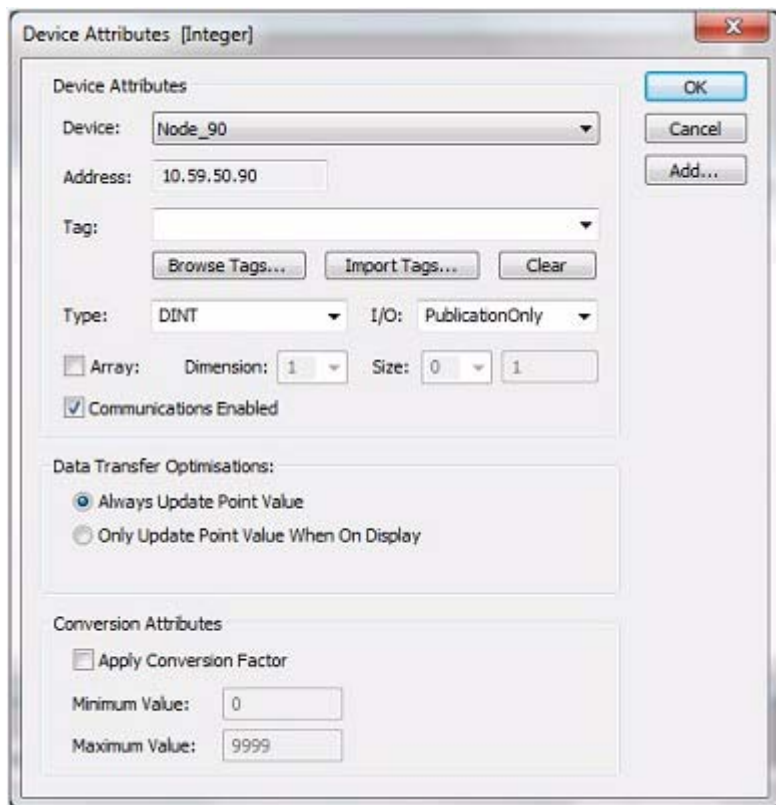 Device Attributes [Integer]
Device Attributes
OK
Device: Node_90
Cancel
Address: 10.59.50.90
Add...
Tag:
Browse Tags... Import Tags... Clear
Type: DINT I/O: PublicationOnly
Array: Dimension: 1 Size: 0 1
Communications Enabled
Data Transfer Optimisations:
Always Update Point Value
Only Update Point Value When On Display
Conversion Attributes
Apply Conversion Factor
Minimum Value: 0
Maximum Value: 9999